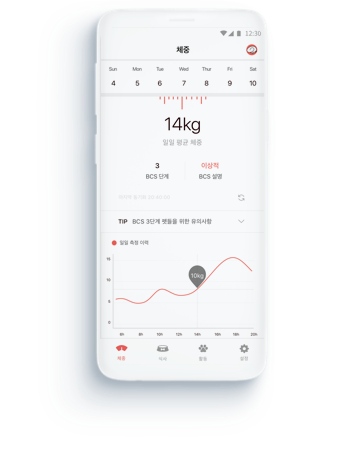 12:30
체중
Sun Mon Tue Wed Thur Fri Sat
4 5 6 7 8 9 10
14kg
일일 평균 체중
3 이상적
BCS 단계 BCS 설명
TIP BCS 3단계 펫들을 위한 유의사항
일일 측정 이력
15
10
10kg
5
0
6h 8h 10h 12h 14h 16h 18h 20h
체중 식사 활동 설정